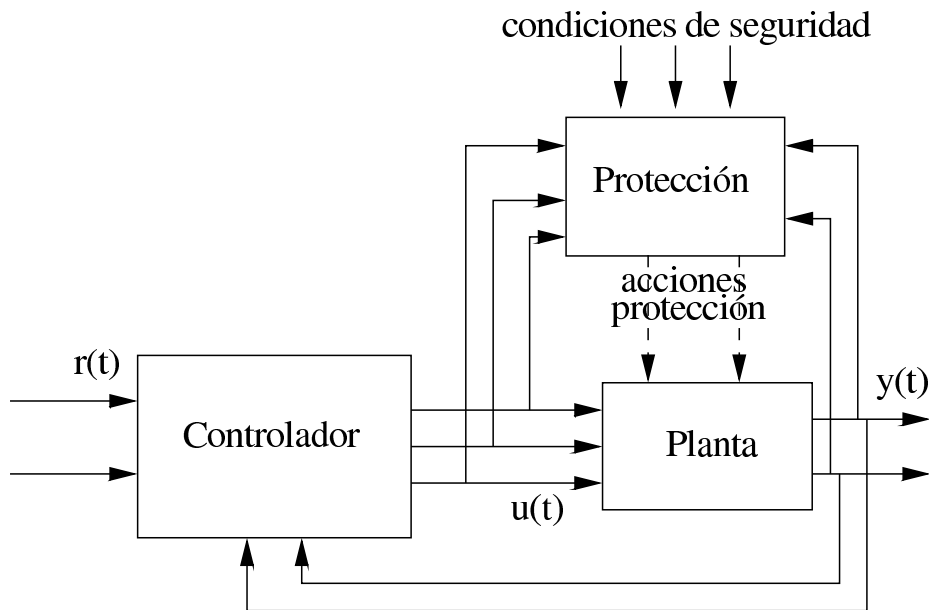 condiciones de seguridad
Protección
acciones
protección
r(t)
y(t)
Controlador
Planta
u(t)